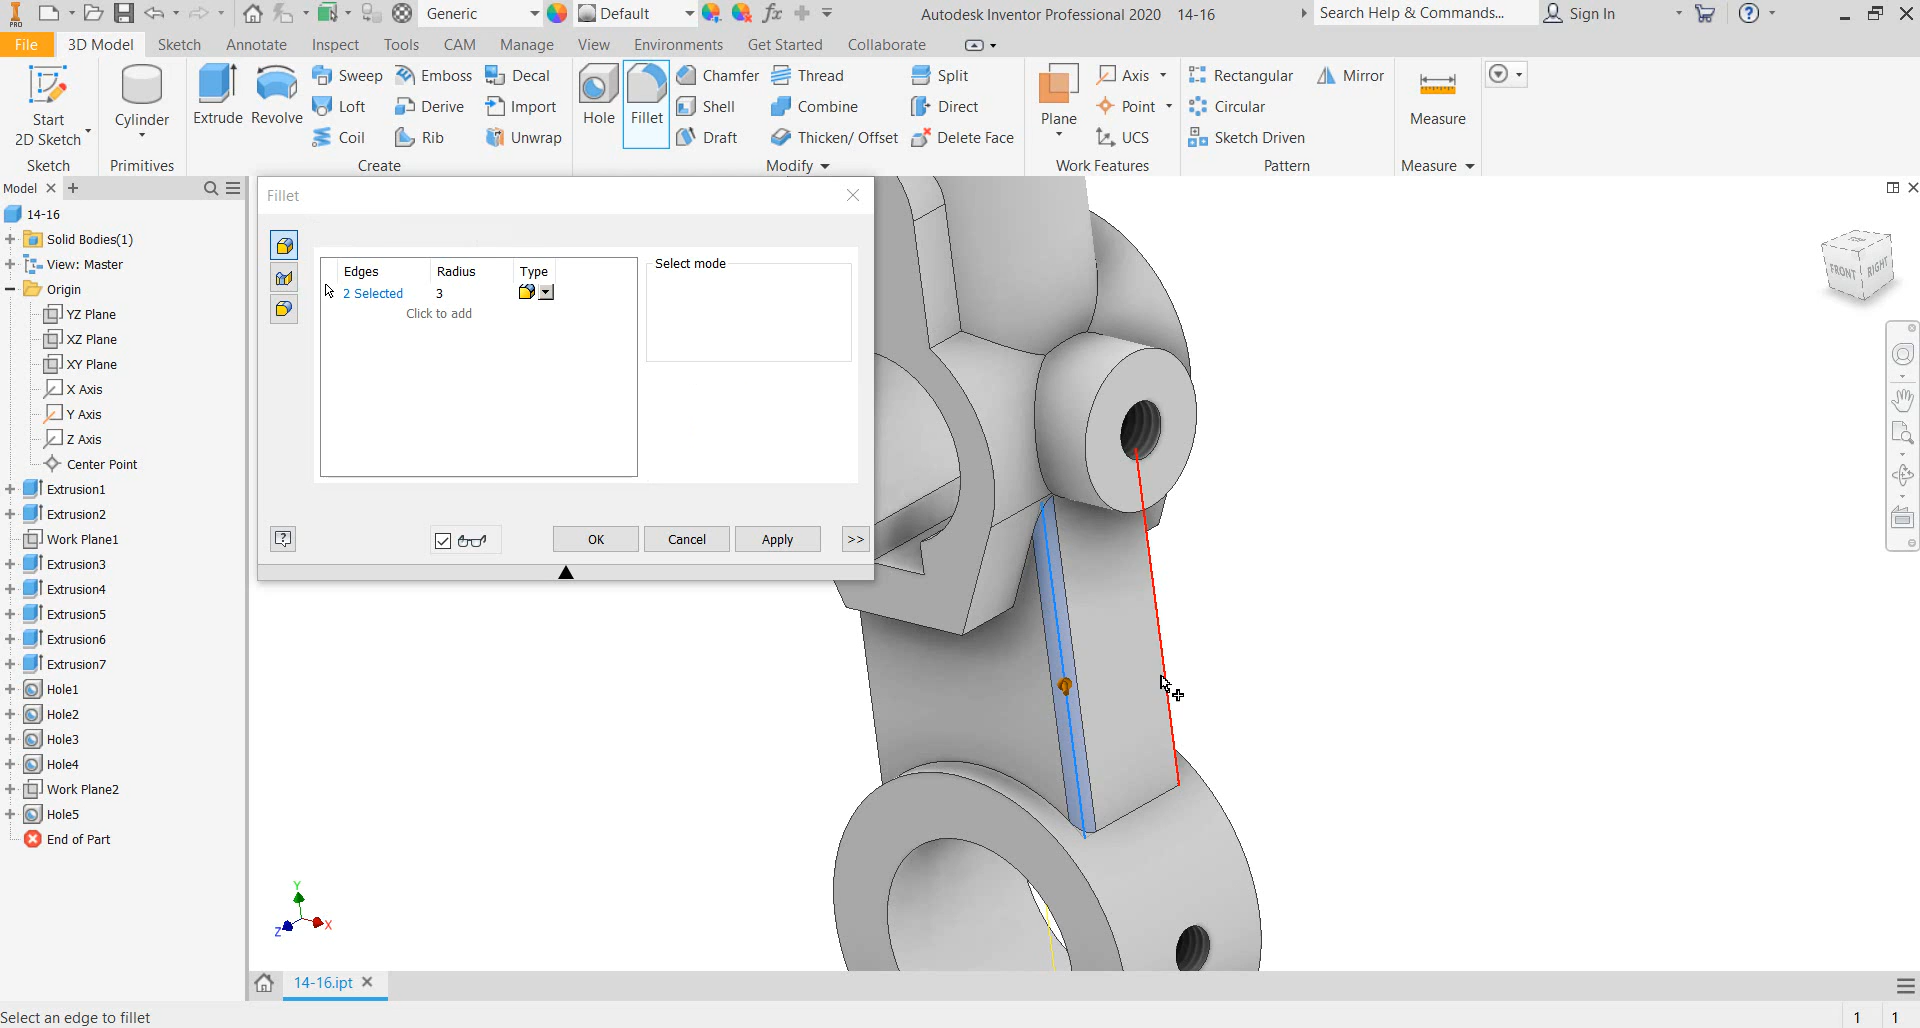 PRO
Generic
Default
fx
Autodesk Inventor Professional 2020 14-16
Search Help & Commands...
Sign In
File
3D Model
Sketch
Annotate
Inspect
Tools
CAM
Manage
View
Environments
Get Started
Collaborate
Start
2D Sketch
Sketch
Cylinder
Primitives
Extrude
Revolve
Sweep
Emboss
Decal
Loft
Derive
Import
Coil
Rib
Unwrap
Create
Hole
Fillet
Chamfer
Thread
Split
Shell
Combine
Direct
Draft
Thicken/ Offset
Delete Face
Modify
Plane
Axis
Point
UCS
Work Features
Rectangular
Mirror
Circular
Sketch Driven
Pattern
Measure
Measure
Model
14-16
Solid Bodies(1)
View: Master
Origin
YZ Plane
XZ Plane
XY Plane
X Axis
Y Axis
Z Axis
Center Point
Extrusion1
Extrusion2
Work Plane1
Extrusion3
Extrusion4
Extrusion5
Extrusion6
Extrusion7
Hole1
Hole2
Hole3
Hole4
Work Plane2
Hole5
End of Part
Fillet
Edges Radius Type
2 Selected 3
Click to add
Select mode
OK
Cancel
Apply
>>
FRONT
RIGHT
Y
Z
X
14-16.ipt
Select an edge to fillet
1 1